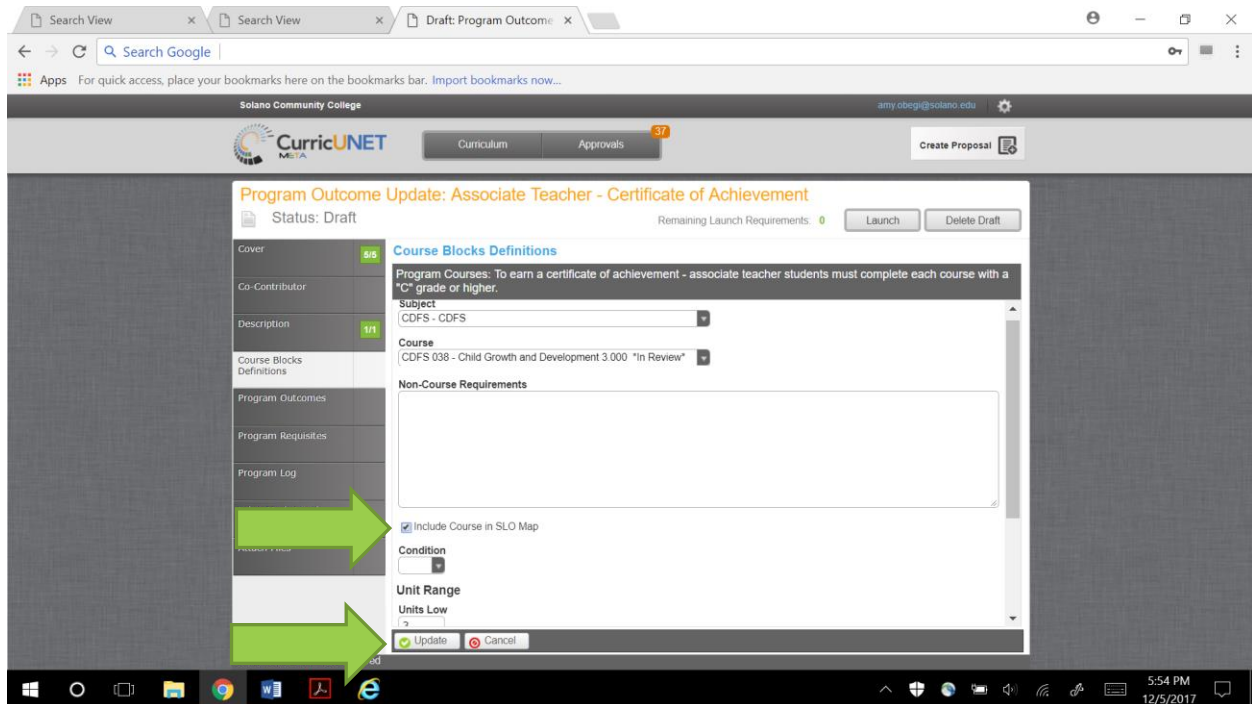 Search View
Search View
Draft: Program Outcome
Search Google
Apps For quick access, place your bookmarks here on the bookmarks bar. Import bookmarks now...
Solano Community College amy.obegi@solano.edu
CurricUNET META Curriculum Approvals 37 Create Proposal
Program Outcome Update: Associate Teacher - Certificate of Achievement
Status: Draft Remaining Launch Requirements: 0 Launch Delete Draft
Cover 5/5
Co-Contributor
Description 1/1
Course Blocks
Definitions
Program Outcomes
Program Requisites
Program Log
Course Blocks Definitions
Program Courses: To earn a certificate of achievement - associate teacher students must complete each course with a
"C" grade or higher.
Subject
CDFS - CDFS
Course
CDFS 038 - Child Growth and Development 3.000 *In Review*
Non-Course Requirements
Include Course in SLO Map
Condition
Unit Range
Units Low
3
Update Cancel
5:54 PM
12/5/2017